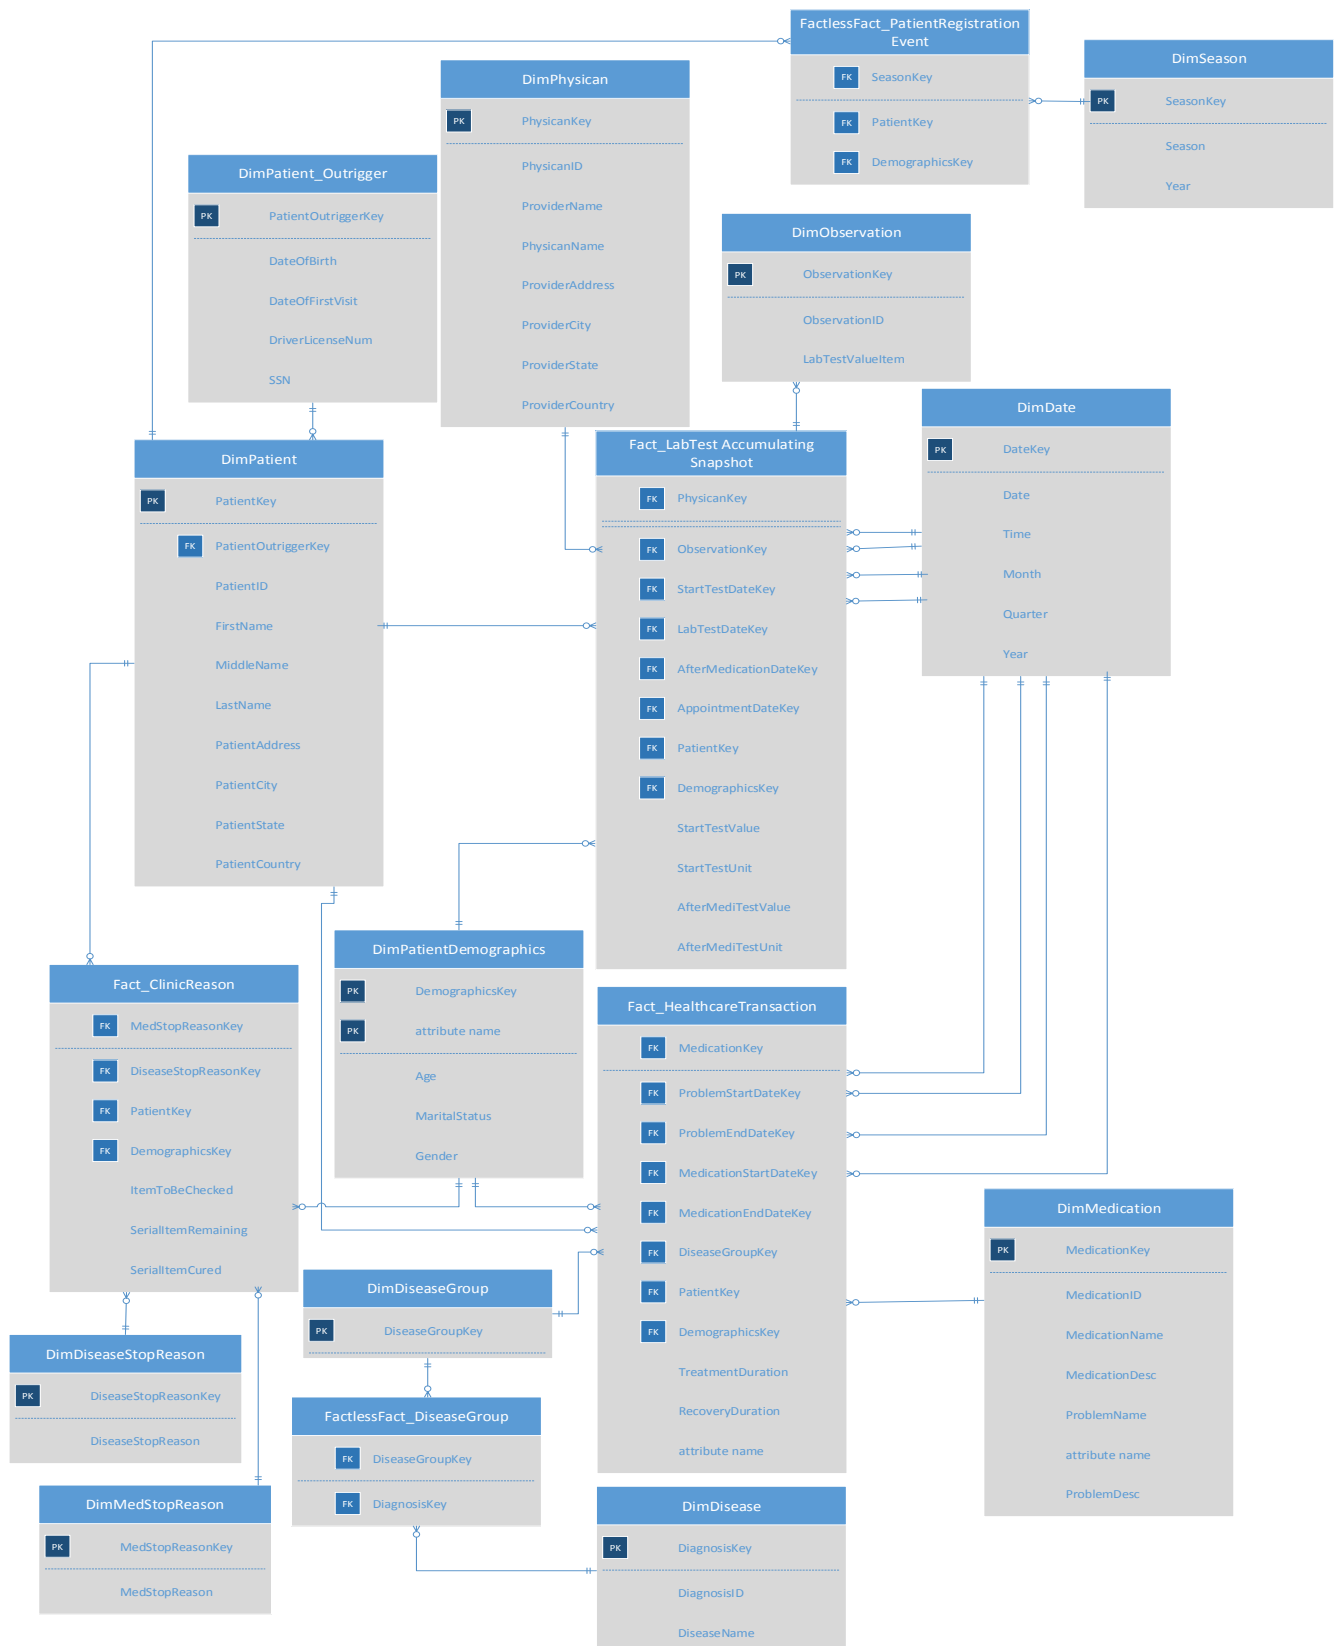 FactlessFact_PatientRegistration
Event
FK SeasonKey
FK PatientKey
FK DemographicsKey
DimSeason
PK SeasonKey
Season
Year
DimPhysican
PK PhysicanKey
PhysicanID
ProviderName
PhysicanName
ProviderAddress
ProviderCity
ProviderState
ProviderCountry
DimPatient_Outrigger
PK PatientOutriggerKey
DateOfBirth
DateOfFirstVisit
DriverLicenseNum
SSN
DimObservation
PK ObservationKey
ObservationID
LabTestValueItem
DimDate
PK DateKey
Date
Time
Month
Quarter
Year
DimPatient
PK PatientKey
FK PatientOutriggerKey
PatientID
FirstName
MiddleName
LastName
PatientAddress
PatientCity
PatientState
PatientCountry
Fact_LabTest Accumulating
Snapshot
FK PhysicanKey
FK ObservationKey
FK StartTestDateKey
FK LabTestDateKey
FK AfterMedicationDateKey
FK AppointmentDateKey
FK PatientKey
FK DemographicsKey
StartTestValue
StartTestUnit
AfterMediTestValue
AfterMediTestUnit
DimPatientDemographics
PK DemographicsKey
PK attribute name
Age
MaritalStatus
Gender
Fact_ClinicReason
FK MedStopReasonKey
FK DiseaseStopReasonKey
FK PatientKey
FK DemographicsKey
ItemToBeChecked
SerialItemRemaining
SerialItemCured
Fact_HealthcareTransaction
FK MedicationKey
FK ProblemStartDateKey
FK ProblemEndDateKey
FK MedicationStartDateKey
FK MedicationEndDateKey
FK DiseaseGroupKey
FK PatientKey
FK DemographicsKey
TreatmentDuration
RecoveryDuration
attribute name
DimMedication
PK MedicationKey
MedicationID
MedicationName
MedicationDesc
ProblemName
attribute name
ProblemDesc
DimDiseaseGroup
PK DiseaseGroupKey
DimDiseaseStopReason
PK DiseaseStopReasonKey
DiseaseStopReason
FactlessFact_DiseaseGroup
FK DiseaseGroupKey
FK DiagnosisKey
DimMedStopReason
PK MedStopReasonKey
MedStopReason
DimDisease
PK DiagnosisKey
DiagnosisID
DiseaseName